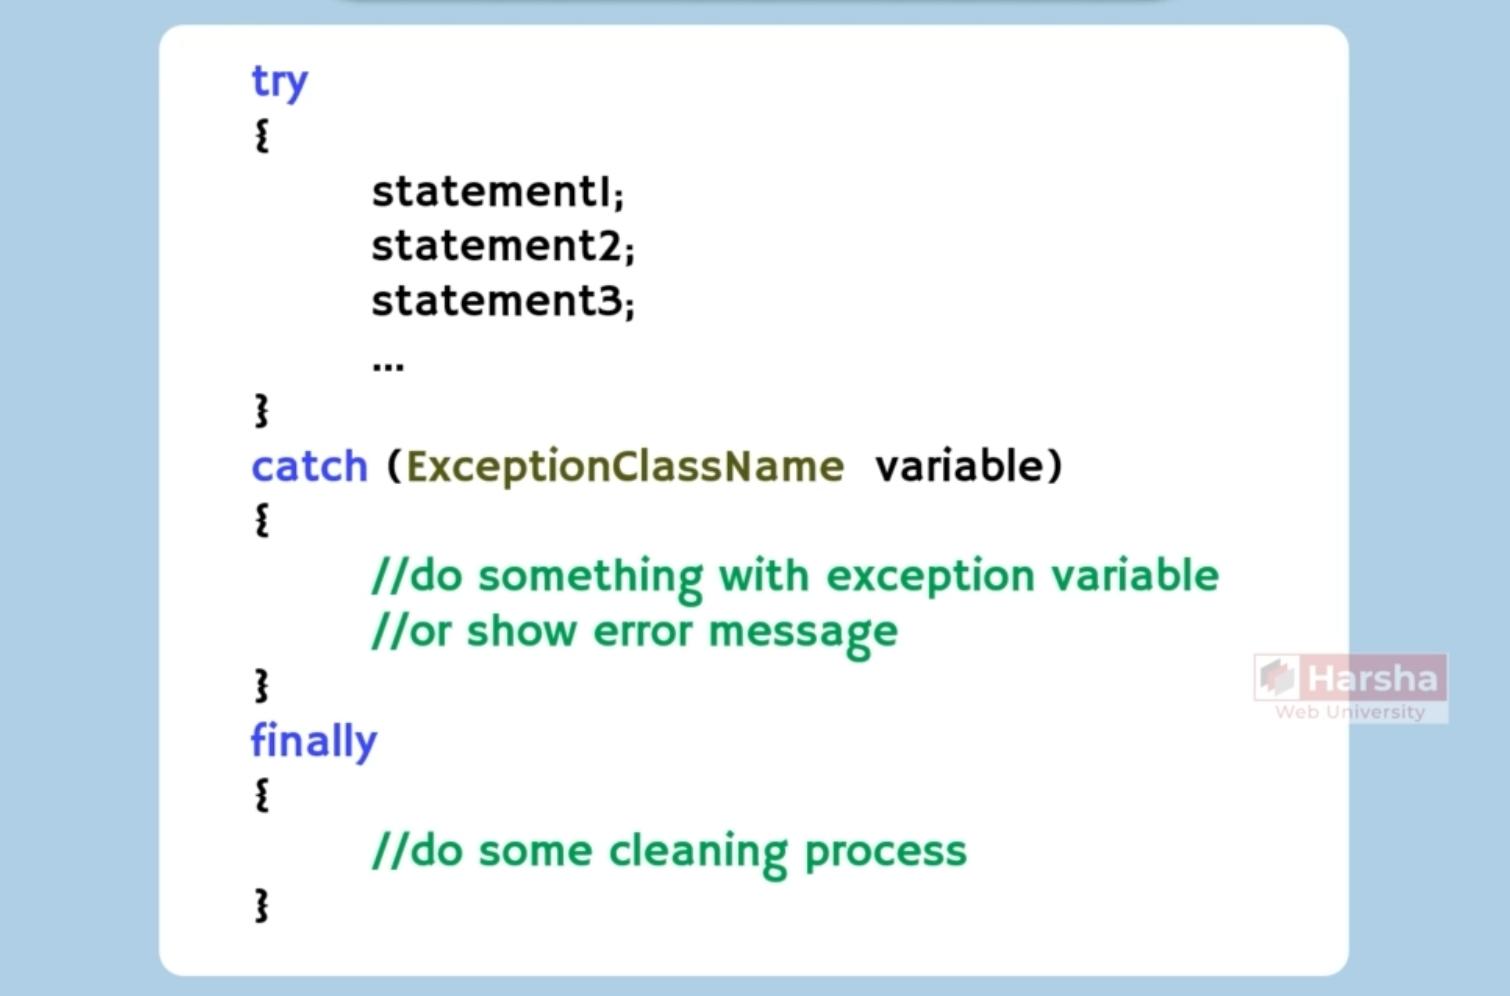 try
{
statement1;
statement2;
statement3;
...
}
catch (ExceptionClassName variable)
{
//do something with exception variable
//or show error message
}
finally
{
//do some cleaning process
}
Harsha
Web University